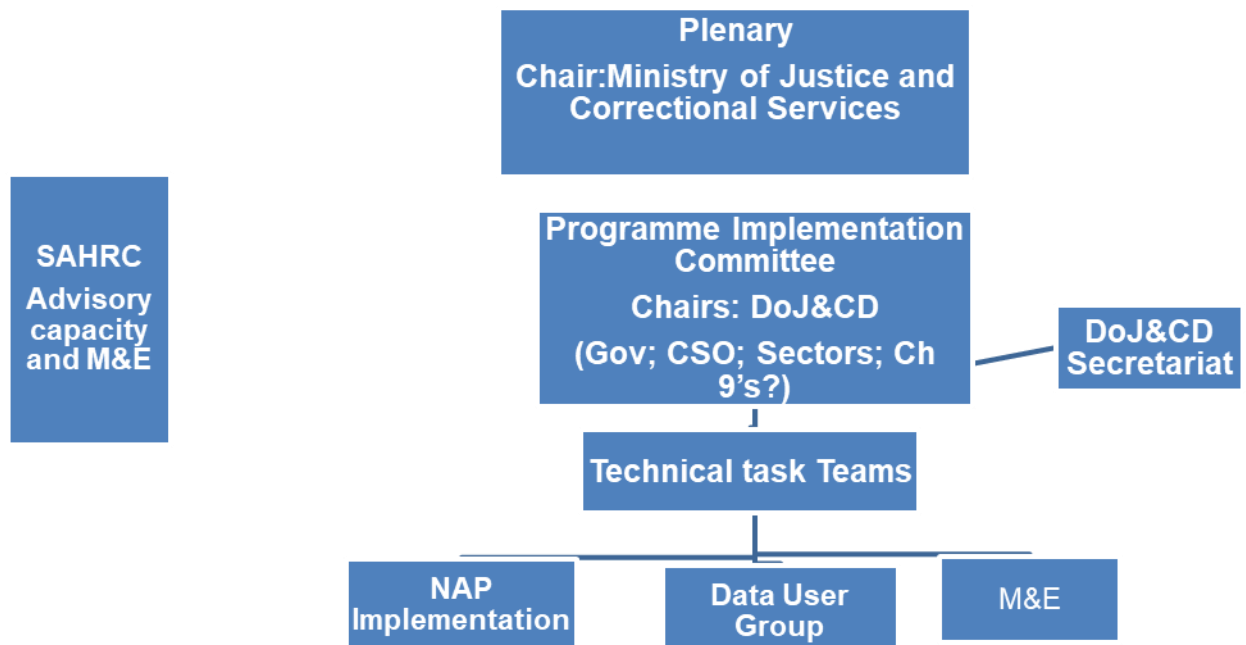 Plenary
Chair:Ministry of Justice and
Correctional Services
SAHRC
Advisory
capacity
and M&E
Programme Implementation
Committee
Chairs: DoJ&CD
(Gov; CSO; Sectors; Ch
9’s?)
DoJ&CD
Secretariat
Technical task Teams
NAP
Implementation
Data User
Group
M&E